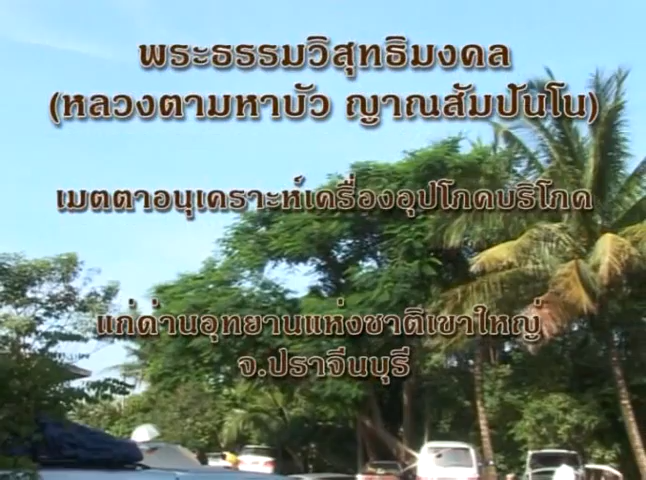 พระธรรมวิสุทธิมงคล
(หลวงตามหาบัว ญาณสัมปันโน)
เมตตาอนุเคราะห์เครื่องอุปโภคบริโภค
แก่ด่านอุทยานแห่งชาติเขาใหญ่
จ.ปราจีนบุรี